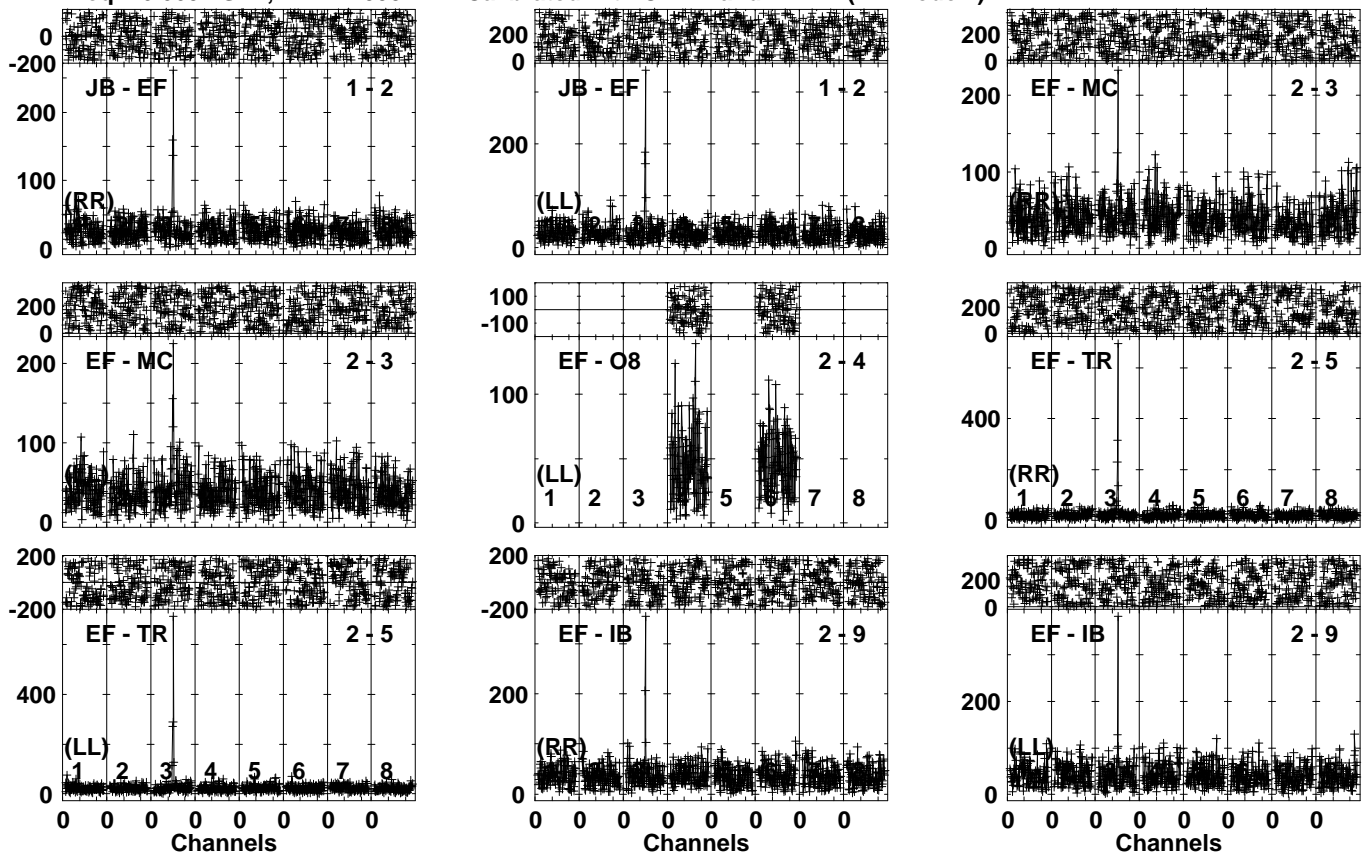 0
-200
JB - EF 1 - 2
200
100
(RR)
0
200
0
JB - EF 1 - 2
200
(LL)
0
200
0
EF - MC 2 - 3
200
100
(RR)
0
200
0
EF - MC 2 - 3
200
100
0
100
-100
EF - O8 2 - 4
100
(LL)
1 2 3 5 6 7 8
0
200
0
EF - TR 2 - 5
400
(RR)
1 2 3 4 5 6 7 8
0
200
-200
EF - TR 2 - 5
400
(LL)
1 2 3 4 5 6 7 8
0
0 0 0 0 0 0 0 0
Channels
200
-200
EF - IB 2 - 9
200
(RR)
0
0 0 0 0 0 0 0 0
Channels
200
0
EF - IB 2 - 9
200
(LL)
0
0 0 0 0 0 0 0 0
Channels